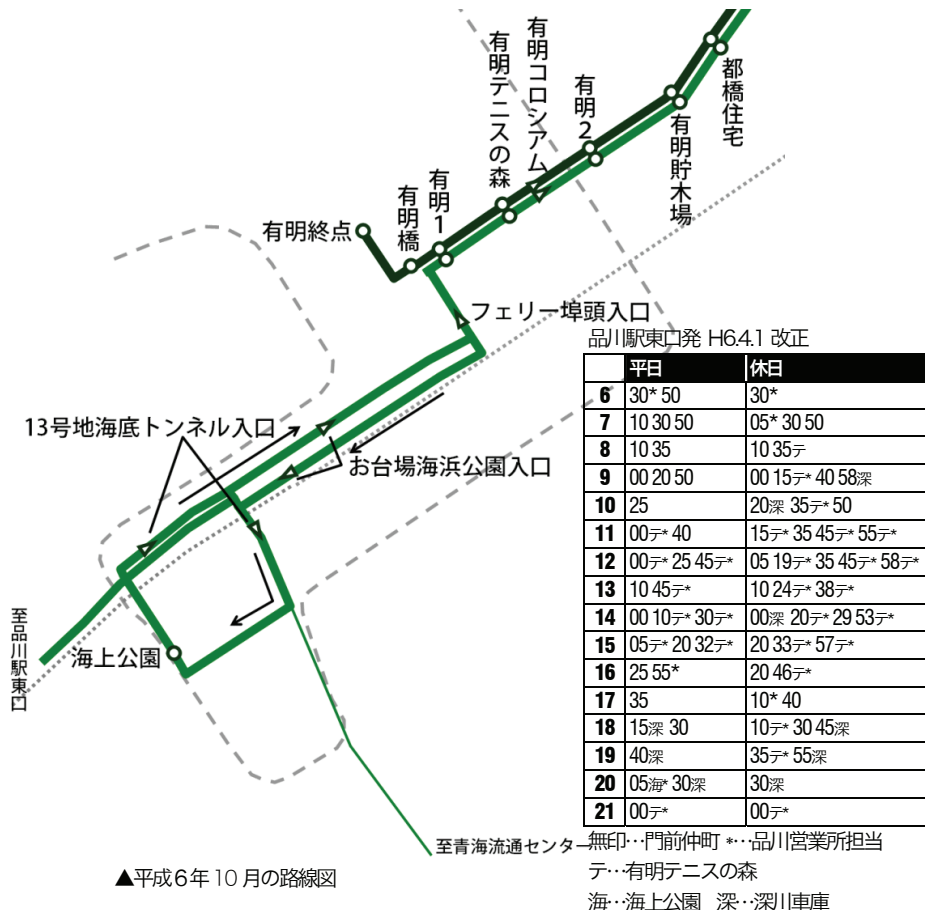 都橋住宅
有明貯木場
有明2
有明コロシアム
有明テニスの森
有明1
有明橋
有明終点
フェリー埠頭入口
13号地海底トンネル入口
お台場海浜公園入口
海上公園
至品川駅東口
至青海流通センター
▲平成6年10月の路線図
品川駅東口発 H6.4.1 改正
平日 休日
6 30* 50 30*
7 10 30 50 05* 30 50
8 10 35 10 35テ
9 00 20 50 00 15テ* 40 58深
10 25 20深 35テ* 50
11 00テ* 40 15テ* 35 45テ* 55テ*
12 00テ* 25 45テ* 05 19テ* 35 45テ* 58テ*
13 10 45テ* 10 24テ* 38テ*
14 00 10テ* 30テ* 00深 20テ* 29 53テ*
15 05テ* 20 32テ* 20 33テ* 57テ*
16 25 55* 20 46テ*
17 35 10* 40
18 15深 30 10テ* 30 45深
19 40深 35テ* 55深
20 05海* 30深 30深
21 00テ* 00テ*
無印…門前仲町 *…品川営業所担当
テ…有明テニスの森
海…海上公園 深…深川車庫